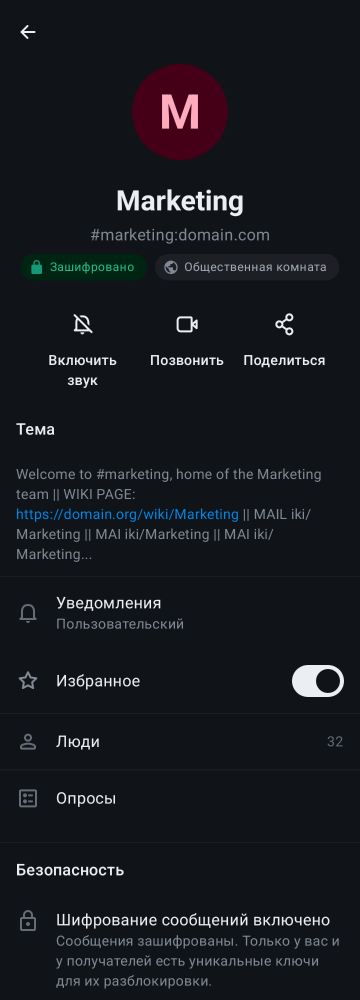 M
Marketing
#marketing:domain.com
Зашифровано
Общественная комната
Включить
звук
Позвонить
Поделиться
Тема
Welcome to #marketing, home of the Marketing
team || WIKI PAGE:
https://domain.org/wiki/Marketing || MAIL iki/
Marketing || MAI iki/Marketing || MAI iki/
Marketing...
Уведомления
Пользовательский
Избранное
Люди
32
Опросы
Безопасность
Шифрование сообщений включено
Сообщения зашифрованы. Только у вас и
у получателей есть уникальные ключи
для их разблокировки.